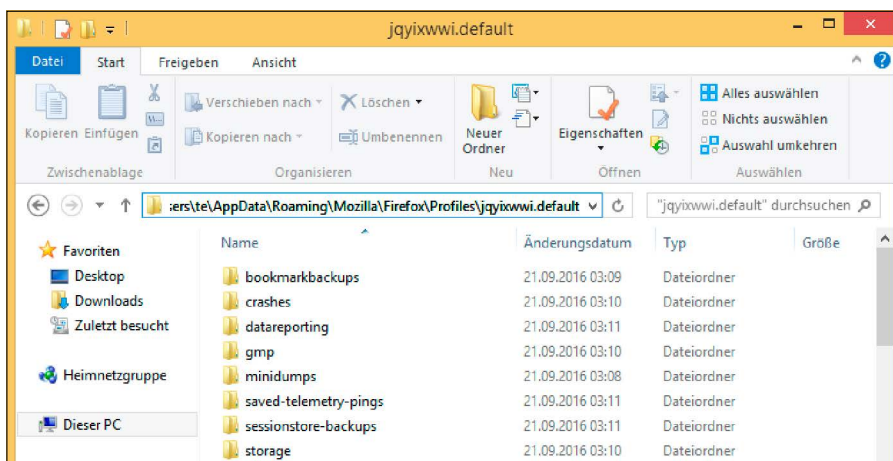 jqyixwwi.default
Datei Start Freigeben Ansicht
Kopieren Einfügen
Verschieben nach
Kopieren nach
Löschen
Umbenennen
Neuer
Ordner
Eigenschaften
Alles auswählen
Nichts auswählen
Auswahl umkehren
Zwischenablage Organisieren Neu Öffnen Auswählen
:ers\te\AppData\Roaming\Mozilla\Firefox\Profiles\jqyixwwi.default
"jqyixwwi.default" durchsuchen
Favoriten
Desktop
Downloads
Zuletzt besucht
Heimnetzgruppe
Dieser PC
Name Änderungsdatum Typ Größe
bookmarkbackups 21.09.2016 03:09 Dateiordner
crashes 21.09.2016 03:10 Dateiordner
datareporting 21.09.2016 03:11 Dateiordner
gmp 21.09.2016 03:10 Dateiordner
minidumps 21.09.2016 03:08 Dateiordner
saved-telemetry-pings 21.09.2016 03:11 Dateiordner
sessionstore-backups 21.09.2016 03:11 Dateiordner
storage 21.09.2016 03:10 Dateiordner